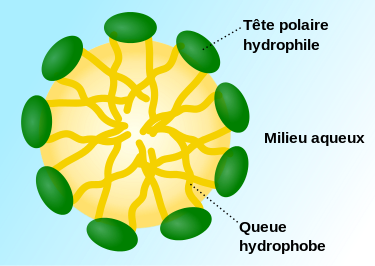 Tête polaire
hydrophile
Milieu aqueux
Queue
hydrophobe